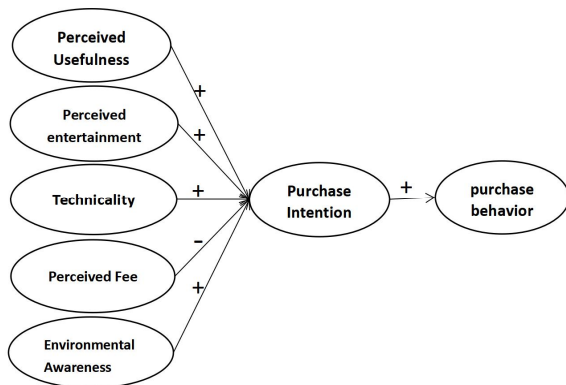 Perceived
Usefulness
+
Perceived
entertainment
+
Technicality
+
Purchase
Intention
+
purchase
behavior
-
Perceived Fee
+
Environmental
Awareness